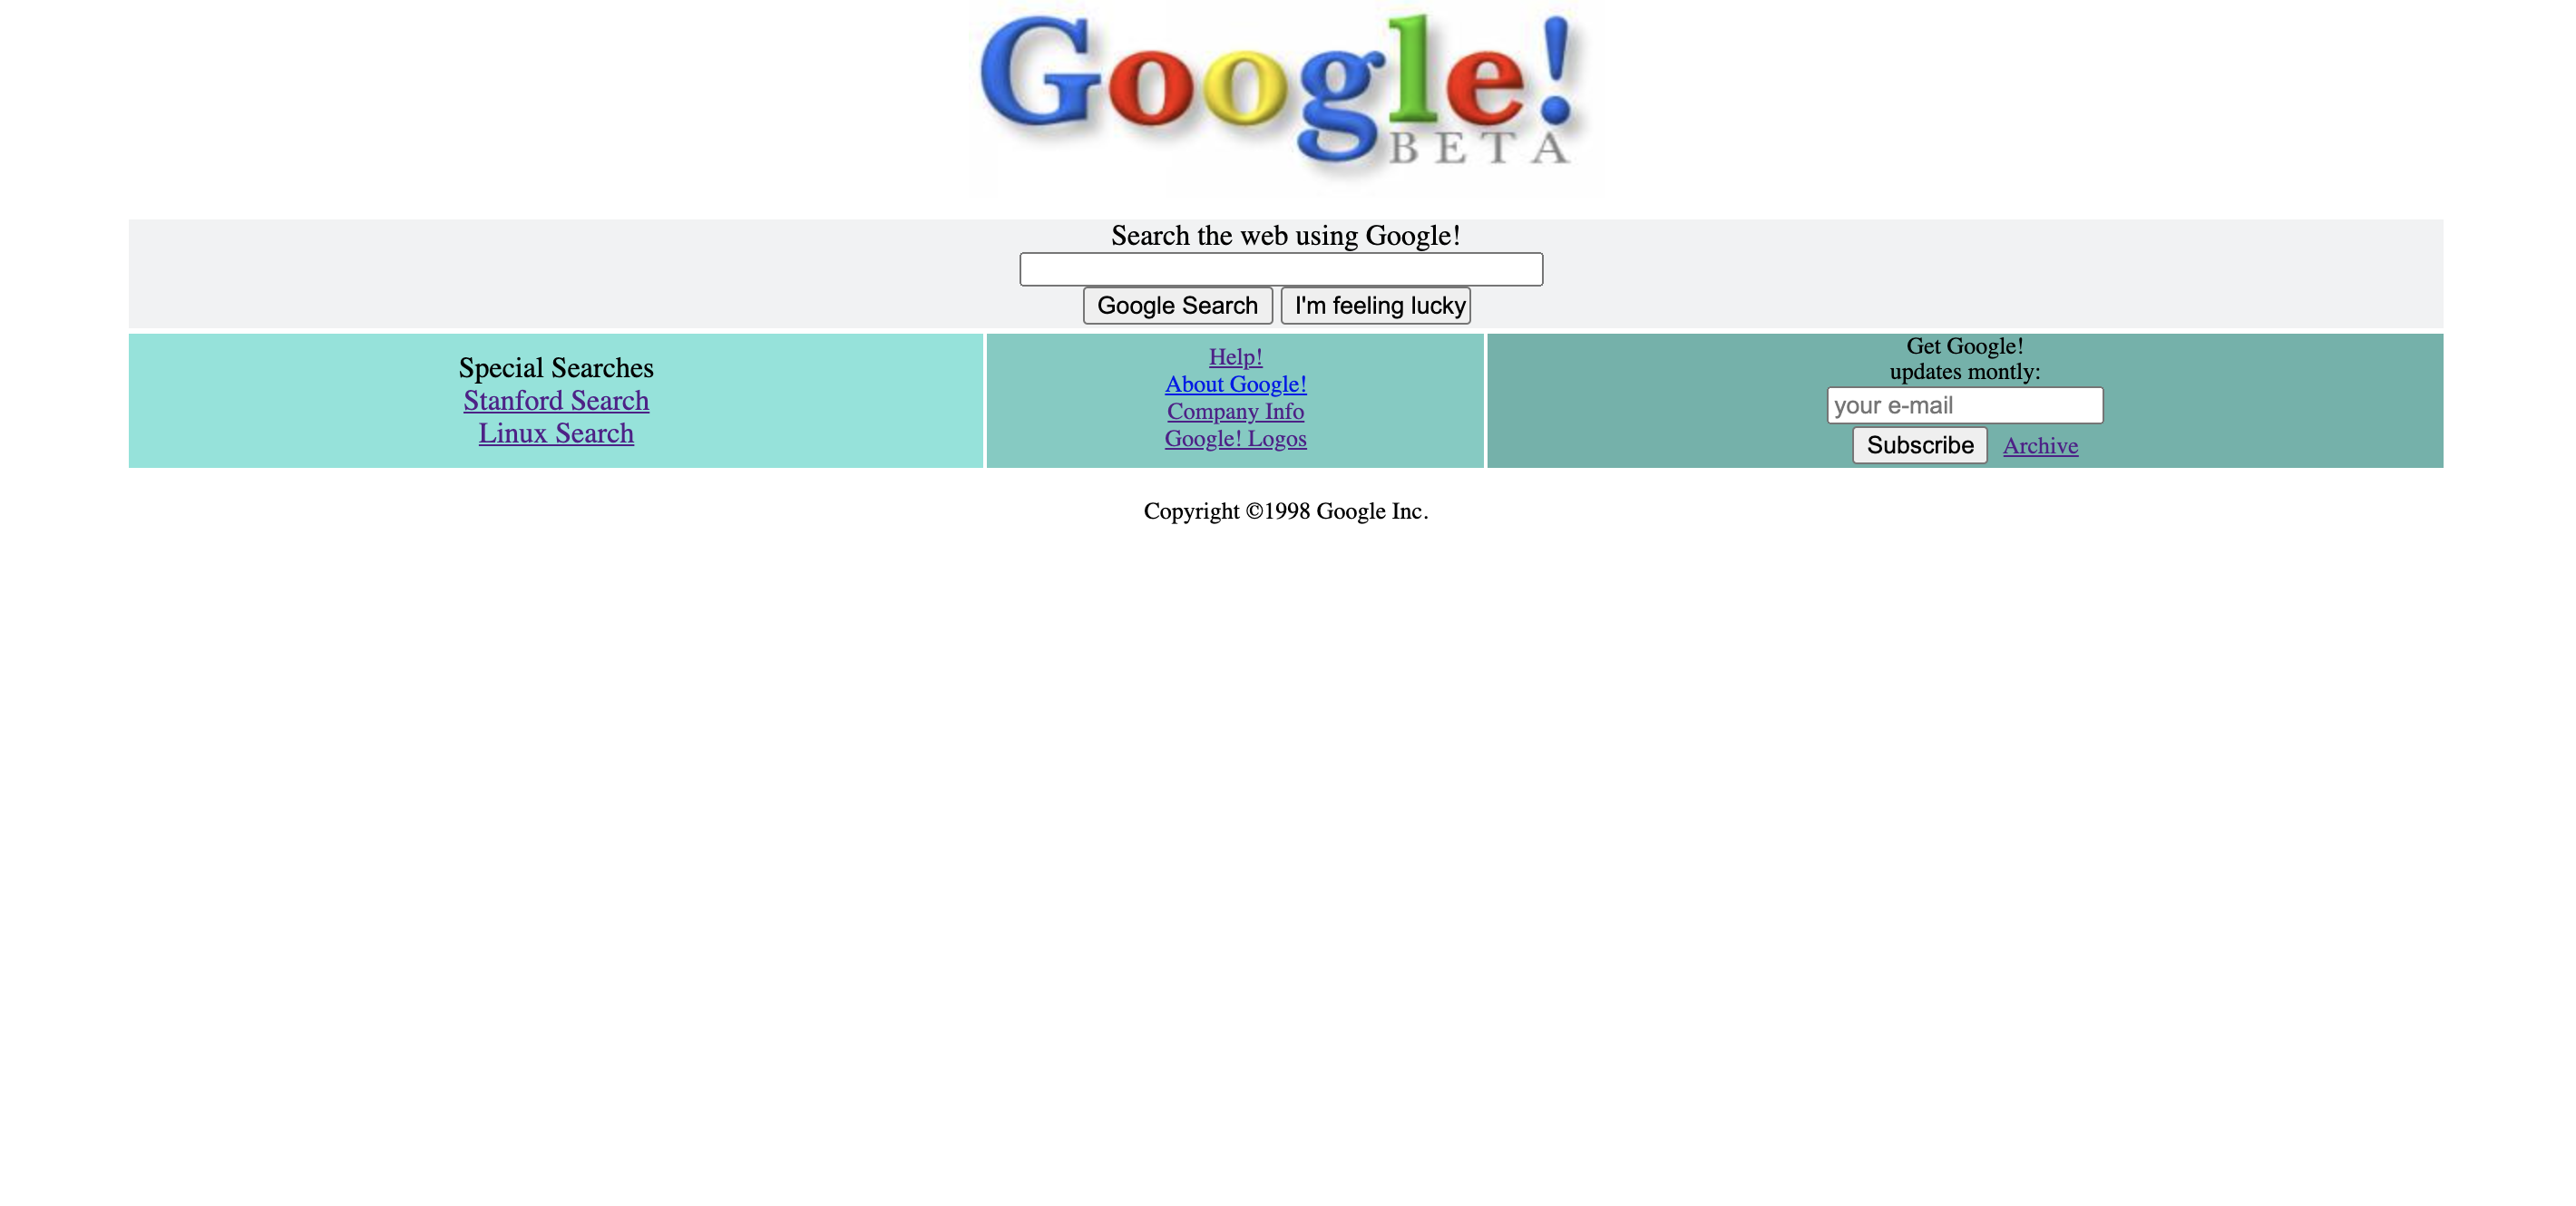 Google!
BETA
Search the web using Google!
Google Search I'm feeling lucky
Special Searches
Stanford Search
Linux Search
Help!
About Google!
Company Info
Google! Logos
Get Google!
updates montly:
your e-mail
Subscribe Archive
Copyright ©1998 Google Inc.